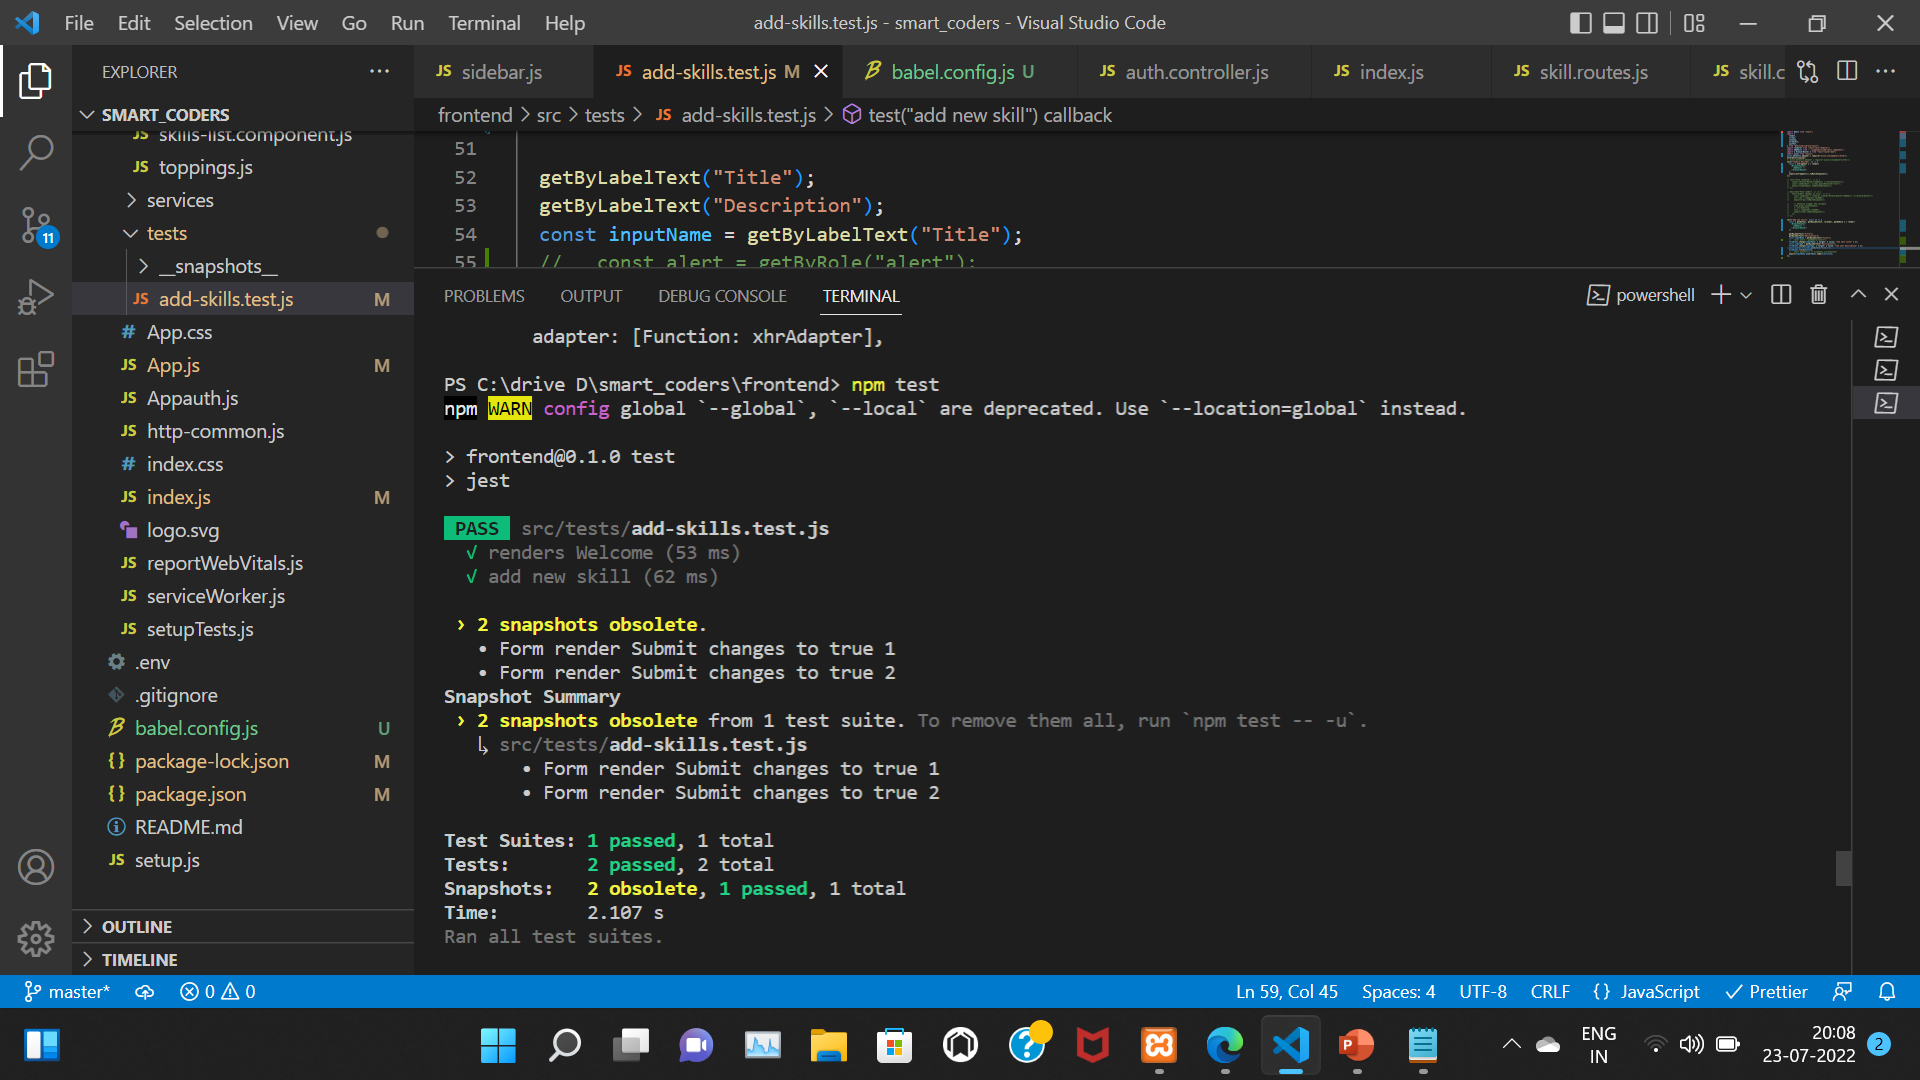 File Edit Selection View Go Run Terminal Help
add-skills.test.js - smart_coders - Visual Studio Code
EXPLORER
SMART_CODERS
skills-list.component.js
toppings.js
services
tests
__snapshots__
add-skills.test.js M
App.css
App.js M
Appauth.js
http-common.js
index.css
index.js M
logo.svg
reportWebVitals.js
serviceWorker.js
setupTests.js
.env
.gitignore
babel.config.js U
package-lock.json M
package.json M
README.md
setup.js
OUTLINE
TIMELINE
11
JS sidebar.js JS add-skills.test.js M babel.config.js U JS auth.controller.js JS index.js JS skill.routes.js JS skill.c
frontend > src > tests > JS add-skills.test.js > test("add new skill") callback
51
52 getByLabelText("Title");
53 getByLabelText("Description");
54 const inputName = getByLabelText("Title");
55 // const alert = getByRole("alert");
PROBLEMS OUTPUT DEBUG CONSOLE TERMINAL
powershell
adapter: [Function: xhrAdapter],
PS C:\drive D\smart_coders\frontend> npm test
npm WARN config global `--global`, `--local` are deprecated. Use `--location=global` instead.
> frontend@0.1.0 test
> jest
PASS src/tests/add-skills.test.js
√ renders Welcome (53 ms)
√ add new skill (62 ms)
› 2 snapshots obsolete.
• Form render Submit changes to true 1
• Form render Submit changes to true 2
Snapshot Summary
› 2 snapshots obsolete from 1 test suite. To remove them all, run `npm test -- -u`.
↳ src/tests/add-skills.test.js
• Form render Submit changes to true 1
• Form render Submit changes to true 2
Test Suites: 1 passed, 1 total
Tests: 2 passed, 2 total
Snapshots: 2 obsolete, 1 passed, 1 total
Time: 2.107 s
Ran all test suites.
master* 0 0
Ln 59, Col 45 Spaces: 4 UTF-8 CRLF {} JavaScript Prettier
ENG
IN
20:08
23-07-2022
2